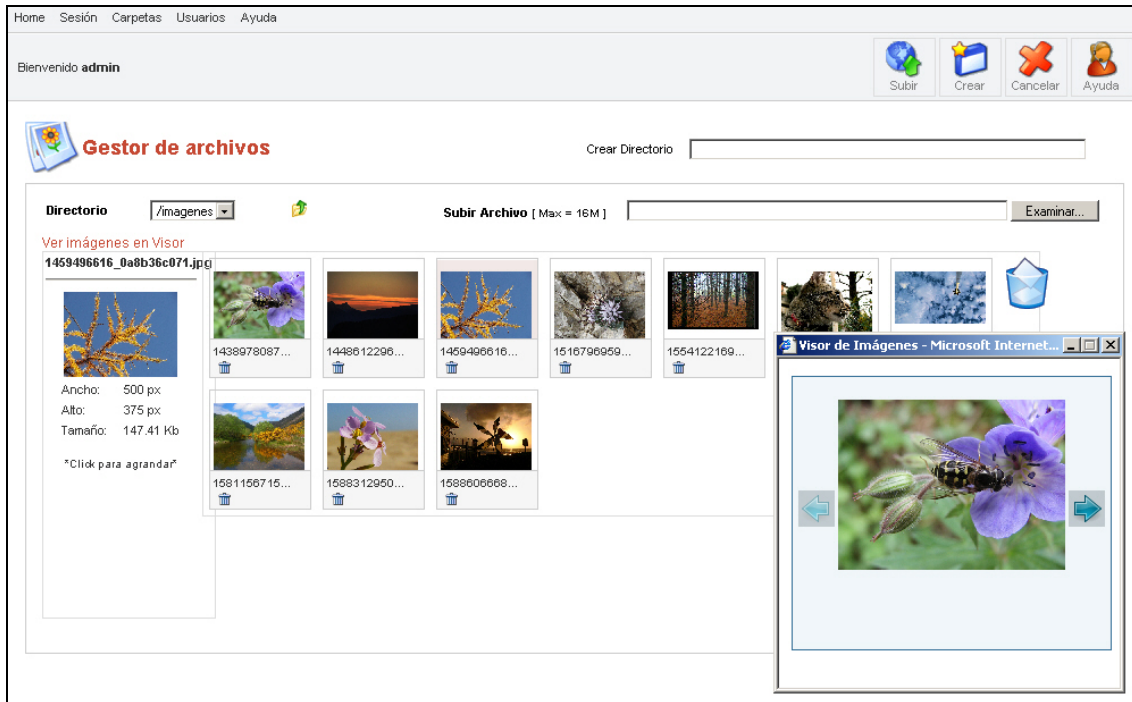 Home Sesión Carpetas Usuarios Ayuda
Bienvenido admin
Subir Crear Cancelar Ayuda
Gestor de archivos
Crear Directorio
Directorio /imagenes Subir Archivo [ Max = 16M ] Examinar...
Ver imágenes en Visor
1459496616_0a8b36c071.jpg
1438978087... 1448612296... 1459496616... 1516796959... 1554122169...
Visor de Imágenes - Microsoft Internet...
Ancho: 500 px
Alto: 375 px
Tamaño: 147.41 Kb
*Click para agrandar*
1581156715... 1588312950... 1588606668...